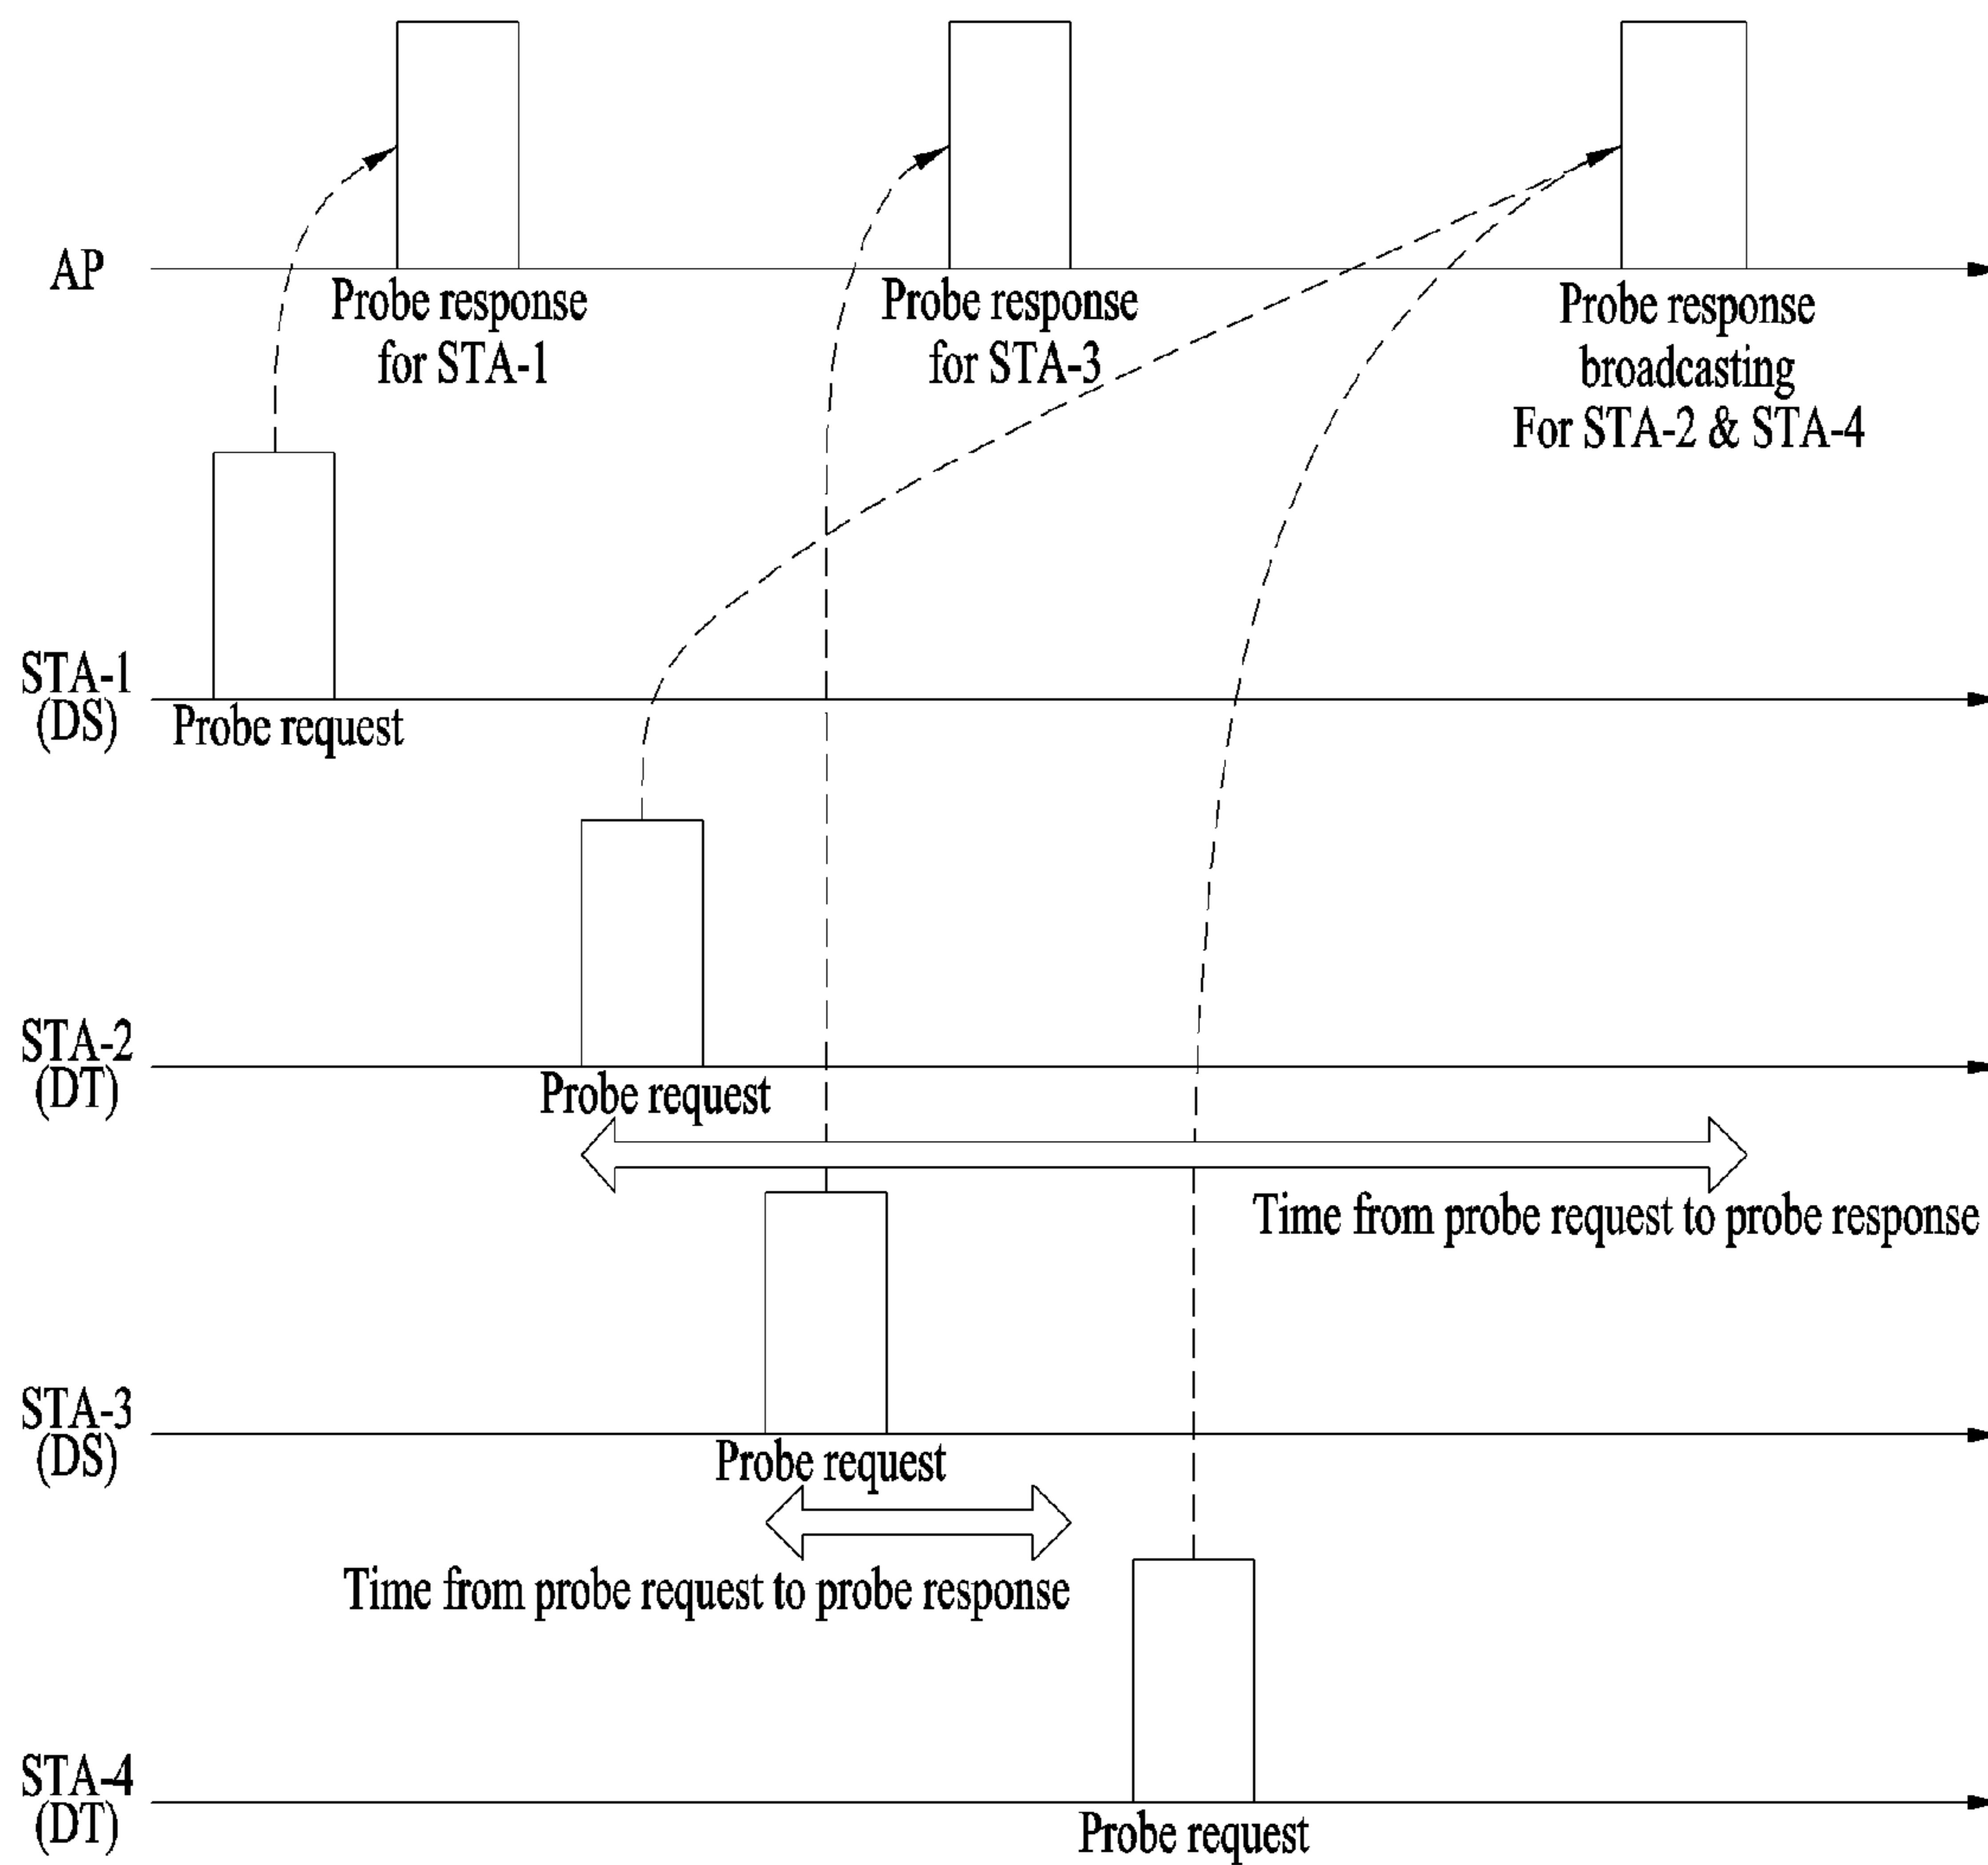 AP
Probe response
for STA-1
Probe response
for STA-3
Probe response
broadcasting
For STA-2 & STA-4
STA-1
(DS)
Probe request
STA-2
(DT)
Probe request
Time from probe request to probe response
STA-3
(DS)
Probe request
Time from probe request to probe response
STA-4
(DT)
Probe request